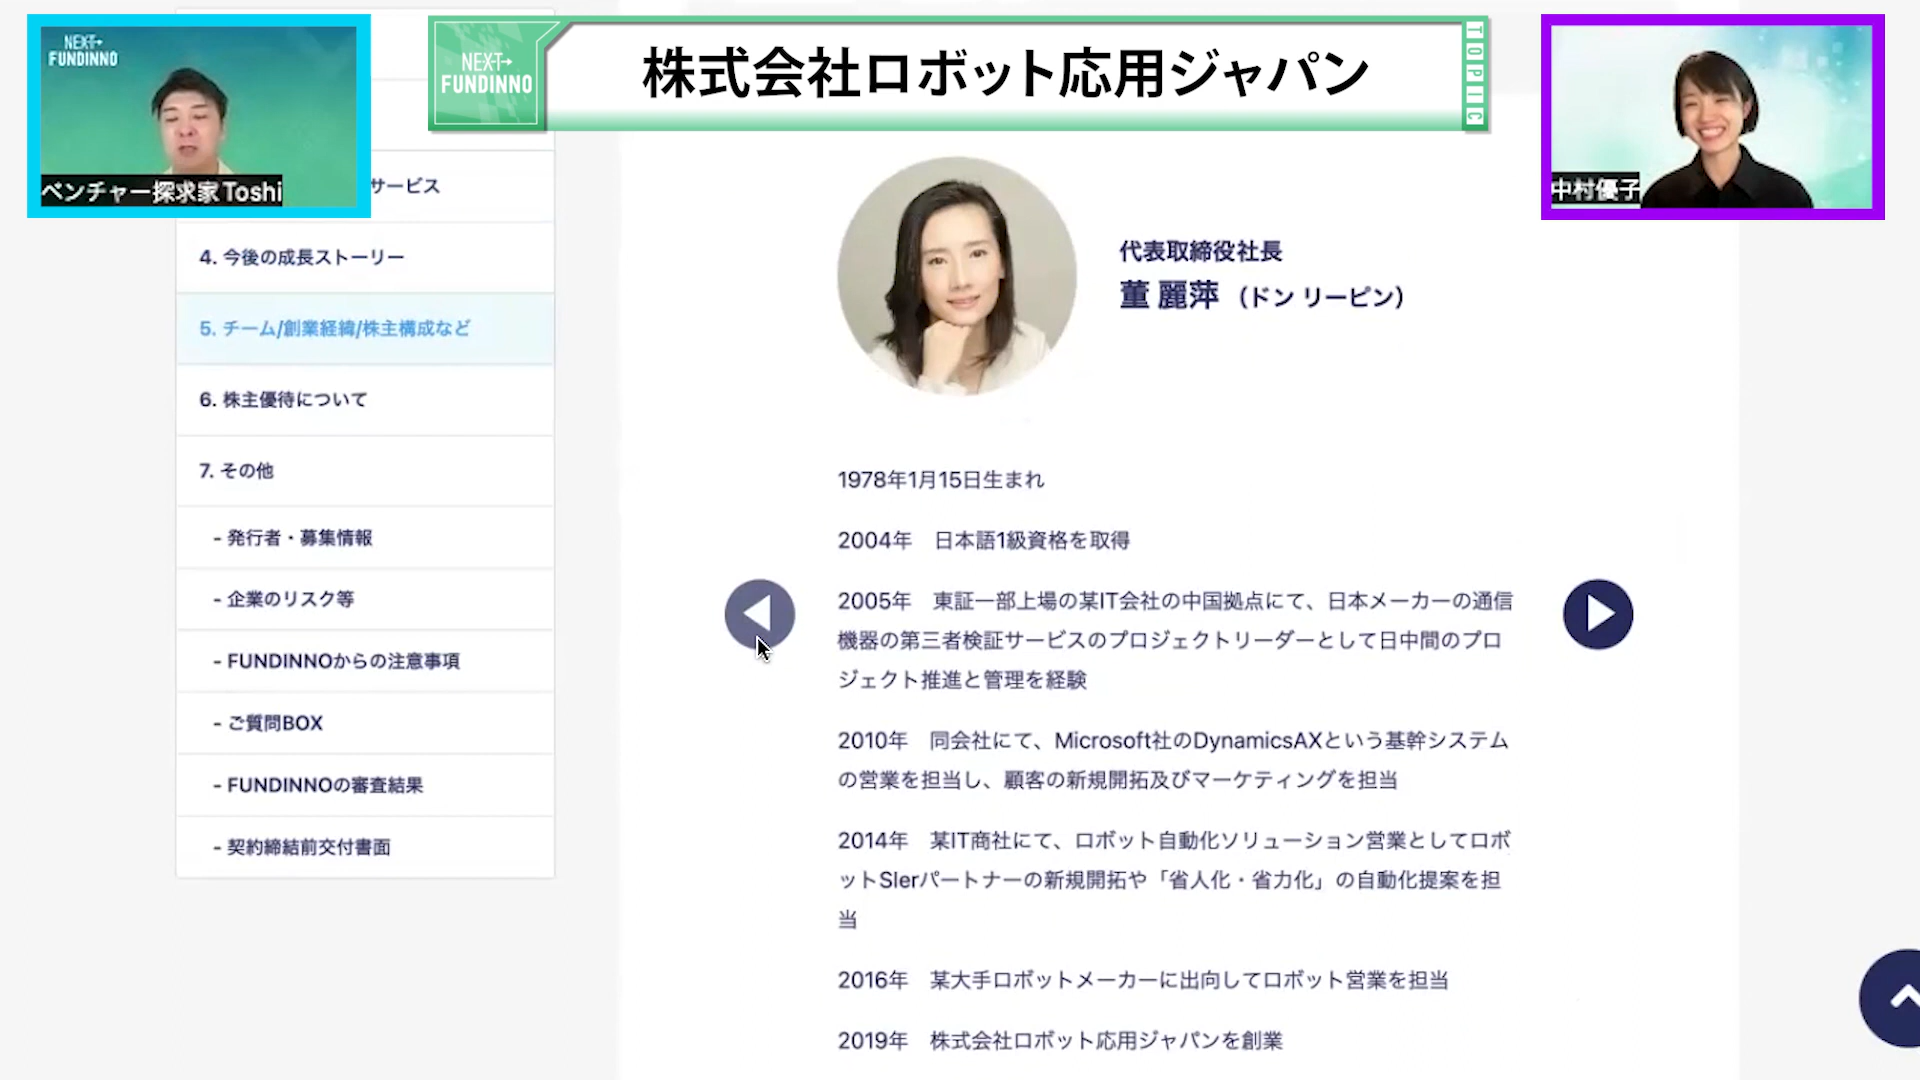 NEXT→
FUNDINNO
ベンチャー探求家 Toshi
NEXT→
FUNDINNO
株式会社ロボット応用ジャパン
TOPIC
中村優子
サービス
4. 今後の成長ストーリー
5. チーム/創業経緯/株主構成など
6. 株主優待について
7. その他
- 発行者・募集情報
- 企業のリスク等
- FUNDINNOからの注意事項
- ご質問BOX
- FUNDINNOの審査結果
- 契約締結前交付書面
代表取締役社長
董 麗萍 （ドン リーピン）
1978年1月15日生まれ
2004年　日本語1級資格を取得
2005年　東証一部上場の某IT会社の中国拠点にて、日本メーカーの通信
機器の第三者検証サービスのプロジェクトリーダーとして日中間のプロ
ジェクト推進と管理を経験
2010年　同会社にて、Microsoft社のDynamicsAXという基幹システム
の営業を担当し、顧客の新規開拓及びマーケティングを担当
2014年　某IT商社にて、ロボット自動化ソリューション営業としてロボ
ットSIerパートナーの新規開拓や「省人化・省力化」の自動化提案を担
当
2016年　某大手ロボットメーカーに出向してロボット営業を担当
2019年　株式会社ロボット応用ジャパンを創業